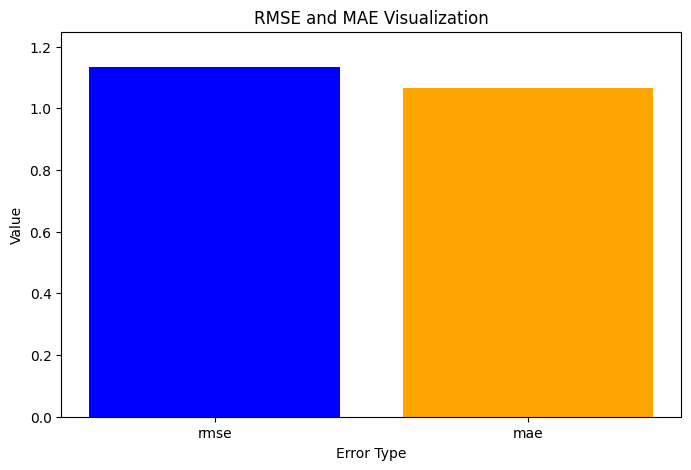 RMSE and MAE Visualization
Value
1.2
1.0
0.8
0.6
0.4
0.2
0.0
rmse
mae
Error Type